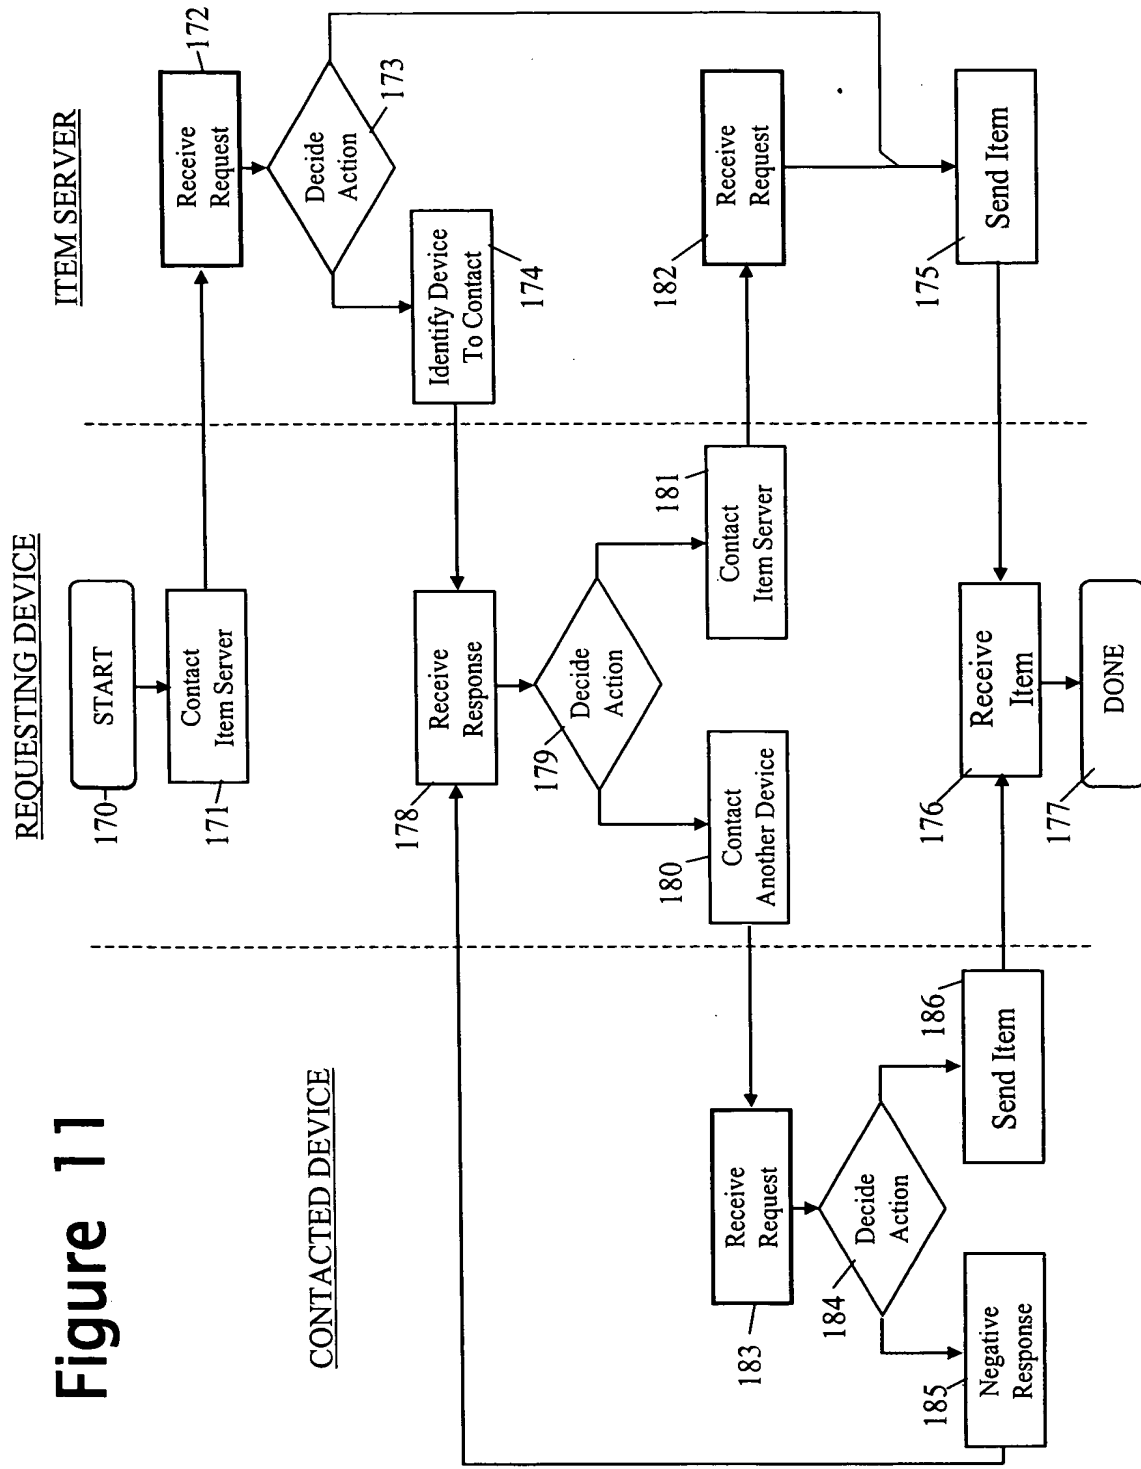 Figure 11
CONTACTED DEVICE
REQUESTING DEVICE
ITEM SERVER
170
START
171
Contact
Item Server
172
Receive
Request
173
Decide
Action
174
Identify Device
To Contact
178
Receive
Response
179
Decide
Action
180
Contact
Another Device
181
Contact
Item Server
182
Receive
Request
183
Receive
Request
184
Decide
Action
185
Negative
Response
186
Send Item
176
Receive
Item
175
Send Item
177
DONE